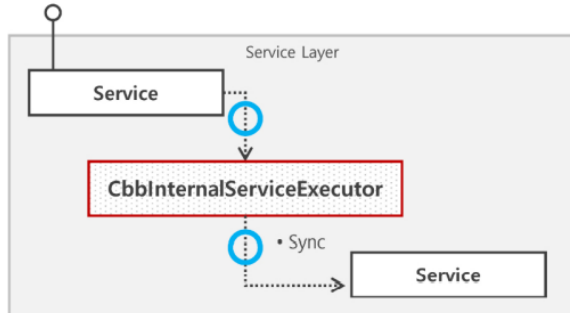 Service Layer
Service
CbbInternalServiceExecutor
• Sync
Service